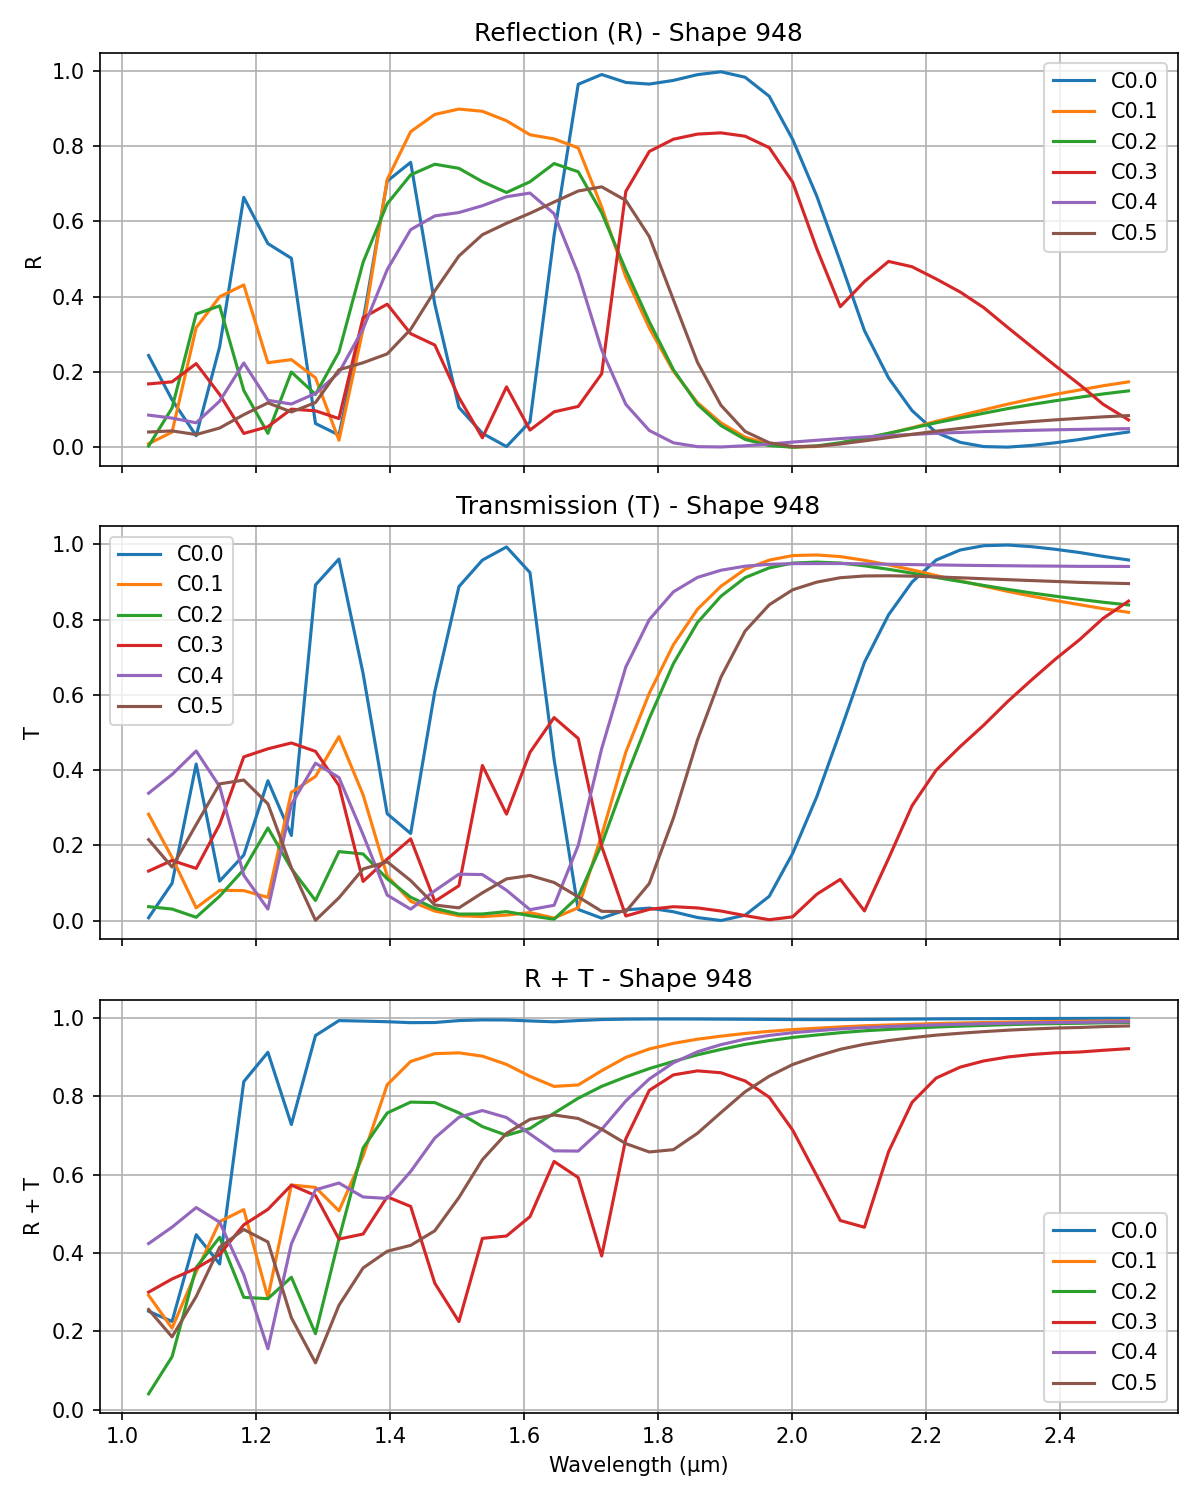 Reflection (R) - Shape 948
1.0
0.8
0.6
0.4
0.2
0.0
R
C0.0
C0.1
C0.2
C0.3
C0.4
C0.5
Transmission (T) - Shape 948
1.0
0.8
0.6
0.4
0.2
0.0
T
C0.0
C0.1
C0.2
C0.3
C0.4
C0.5
R + T - Shape 948
1.0
0.8
0.6
0.4
0.2
0.0
R + T
C0.0
C0.1
C0.2
C0.3
C0.4
C0.5
1.0 1.2 1.4 1.6 1.8 2.0 2.2 2.4
Wavelength (μm)